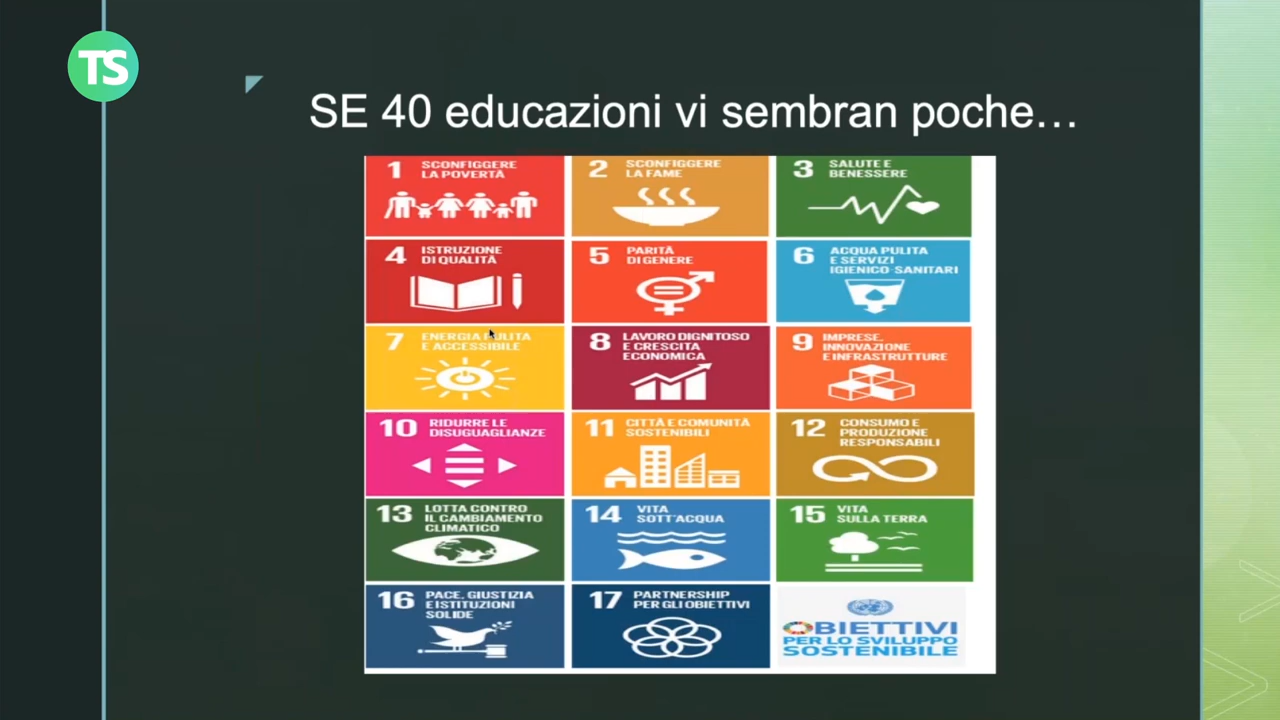 TS
SE 40 educazioni vi sembran poche...
1 SCONFIGGERE
LA POVERTÀ
2 SCONFIGGERE
LA FAME
3 SALUTE E
BENESSERE
4 ISTRUZIONE
DI QUALITÀ
5 PARITÀ
DI GENERE
6 ACQUA PULITA
E SERVIZI
IGIENICO-SANITARI
7 ENERGIA PULITA
E ACCESSIBILE
8 LAVORO DIGNITOSO
E CRESCITA
ECONOMICA
9 IMPRESE,
INNOVAZIONE
E INFRASTRUTTURE
10 RIDURRE LE
DISUGUAGLIANZE
11 CITTÀ E COMUNITÀ
SOSTENIBILI
12 CONSUMO E
PRODUZIONE
RESPONSABILI
13 LOTTA CONTRO
IL CAMBIAMENTO
CLIMATICO
14 VITA
SOTT'ACQUA
15 VITA
SULLA TERRA
16 PACE, GIUSTIZIA
E ISTITUZIONI
SOLIDE
17 PARTNERSHIP
PER GLI OBIETTIVI
OBIETTIVI
PER LO SVILUPPO
SOSTENIBILE